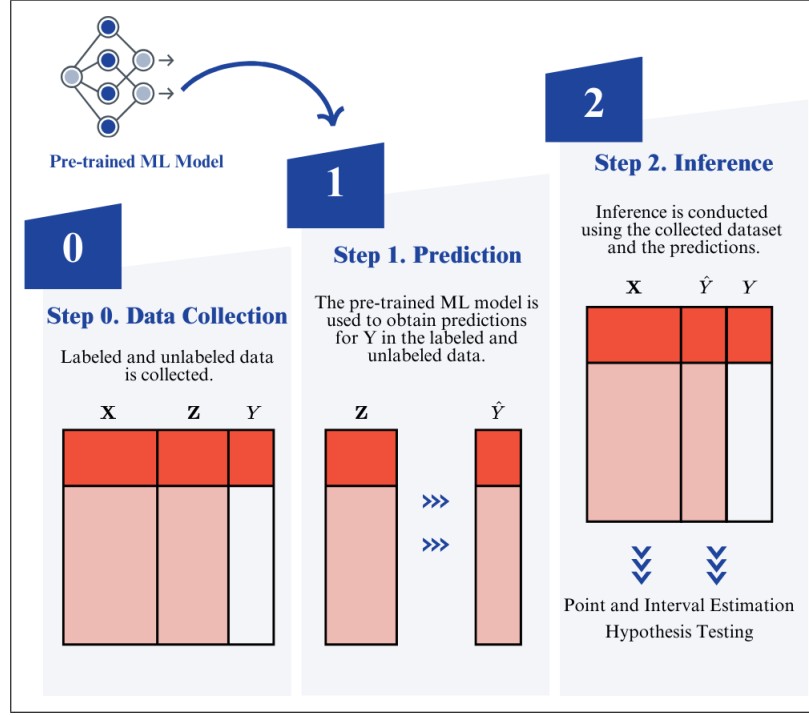 Pre-trained ML Model
0
Step 0. Data Collection
Labeled and unlabeled data
is collected.
X Z Y
1
Step 1. Prediction
The pre-trained ML model is
used to obtain predictions
for Y in the labeled and
unlabeled data.
Z Ŷ
2
Step 2. Inference
Inference is conducted
using the collected dataset
and the predictions.
X Ŷ Y
Point and Interval Estimation
Hypothesis Testing